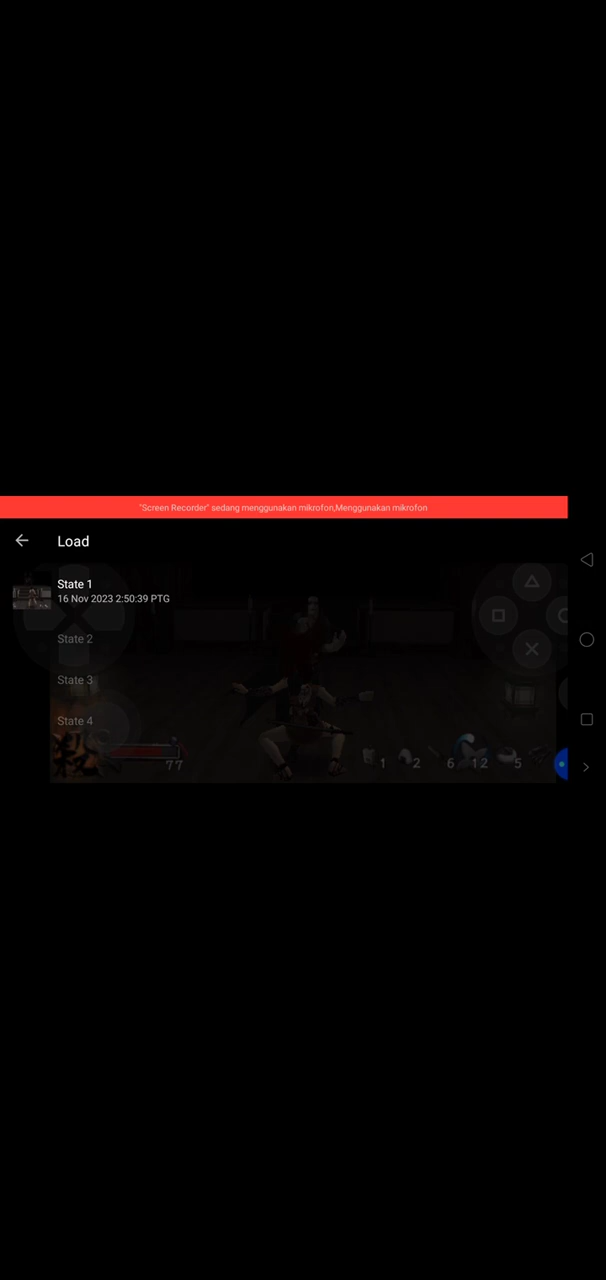 "Screen Recorder" sedang menggunakan mikrofon,Menggunakan mikrofon
Load
State 1
16 Nov 2023 2:50:39 PTG
State 2
State 3
State 4
殺
77
1 2 6 12 5